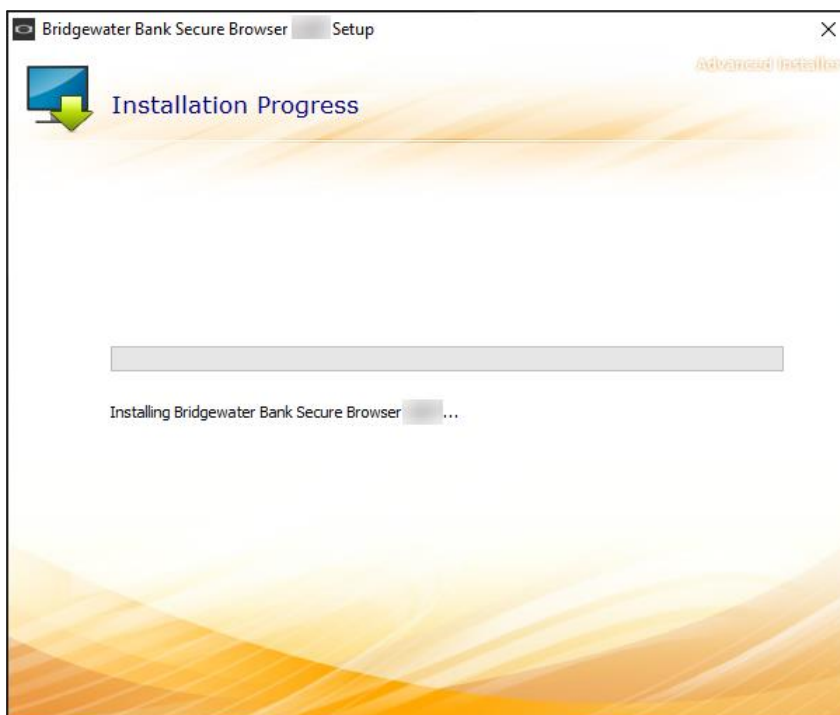 Bridgewater Bank Secure Browser Setup
Advanced Installer
Installation Progress
Installing Bridgewater Bank Secure Browser ...